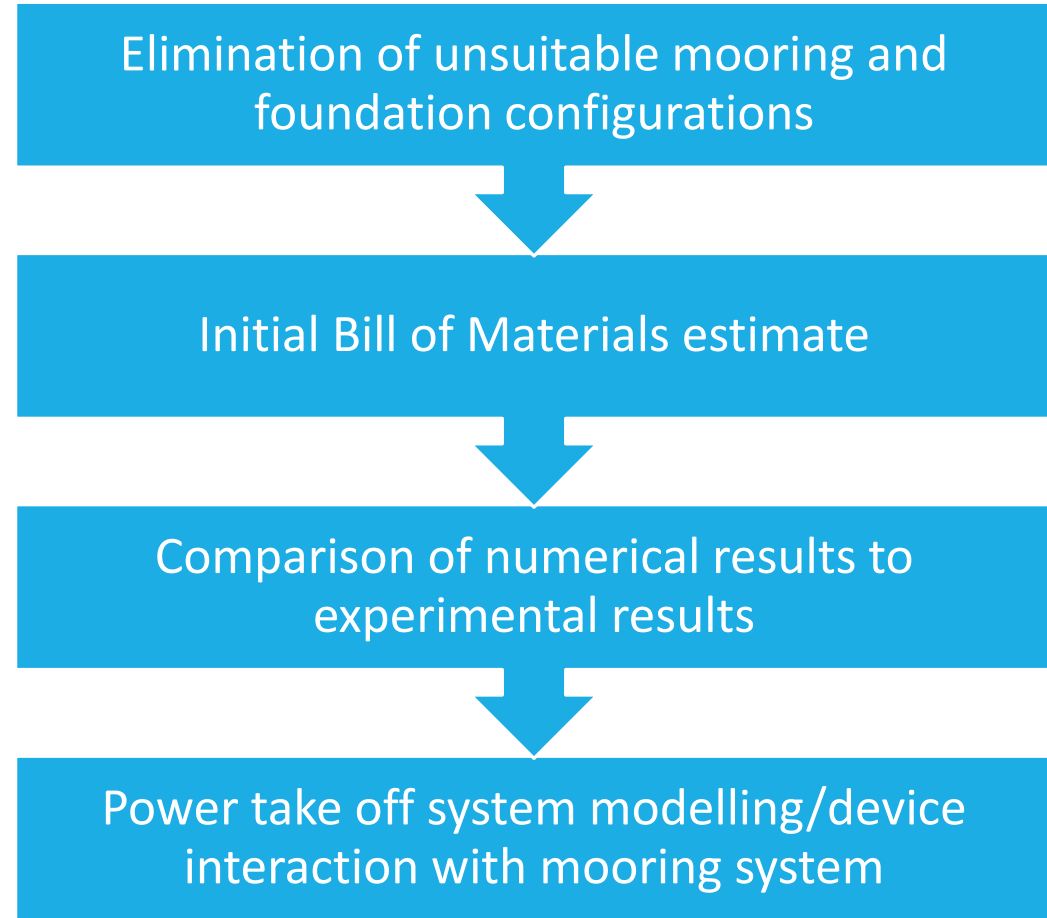 Elimination of unsuitable mooring and
foundation configurations
Initial Bill of Materials estimate
Comparison of numerical results to
experimental results
Power take off system modelling/device
interaction with mooring system